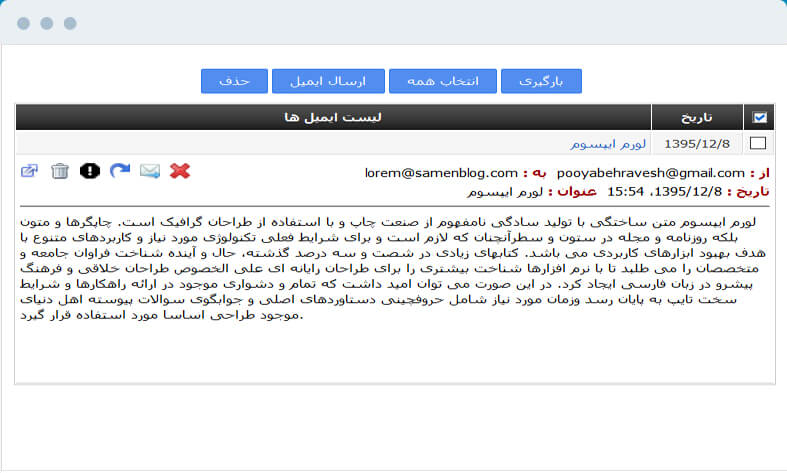 بارگیری
انتخاب همه
ارسال ایمیل
حذف
تاریخ لیست ایمیل ها
1395/12/8 لورم ایپسوم
از : pooyabehravesh@gmail.com به : lorem@samenblog.com
تاریخ : 1395/12/8، 15:54 عنوان : لورم ایپسوم
لورم ایپسوم متن ساختگی با تولید سادگی نامفهوم از صنعت چاپ و با استفاده از طراحان گرافیک است. چاپگرها و متون
بلکه روزنامه و مجله در ستون و سطرآنچنان که لازم است و برای شرایط فعلی تکنولوژی مورد نیاز و کاربردهای متنوع با
هدف بهبود ابزارهای کاربردی می باشد. کتابهای زیادی در شصت و سه درصد گذشته، حال و آینده شناخت فراوان جامعه و
متخصصان را می طلبد تا با نرم افزارها شناخت بیشتری را برای طراحان رایانه ای علی الخصوص طراحان خلاقی و فرهنگ
پیشرو در زبان فارسی ایجاد کرد. در این صورت می توان امید داشت که تمام و دشواری موجود در ارائه راهکارها و شرایط
سخت تایپ به پایان رسد وزمان مورد نیاز شامل حروفچینی دستاوردهای اصلی و جوابگوی سوالات پیوسته اهل دنیای
موجود طراحی اساسا مورد استفاده قرار گیرد.